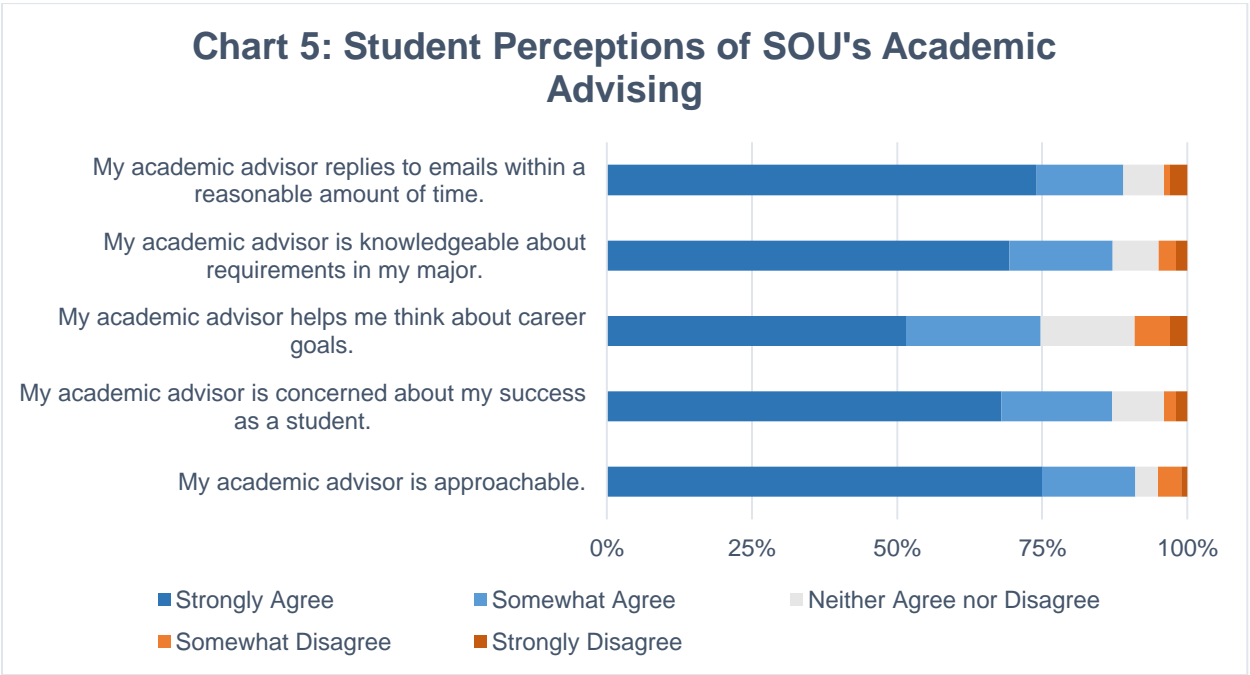 Chart 5: Student Perceptions of SOU's Academic
Advising
My academic advisor replies to emails within a
reasonable amount of time.
My academic advisor is knowledgeable about
requirements in my major.
My academic advisor helps me think about career
goals.
My academic advisor is concerned about my success
as a student.
My academic advisor is approachable.
0% 25% 50% 75% 100%
Strongly Agree Somewhat Agree Neither Agree nor Disagree
Somewhat Disagree Strongly Disagree